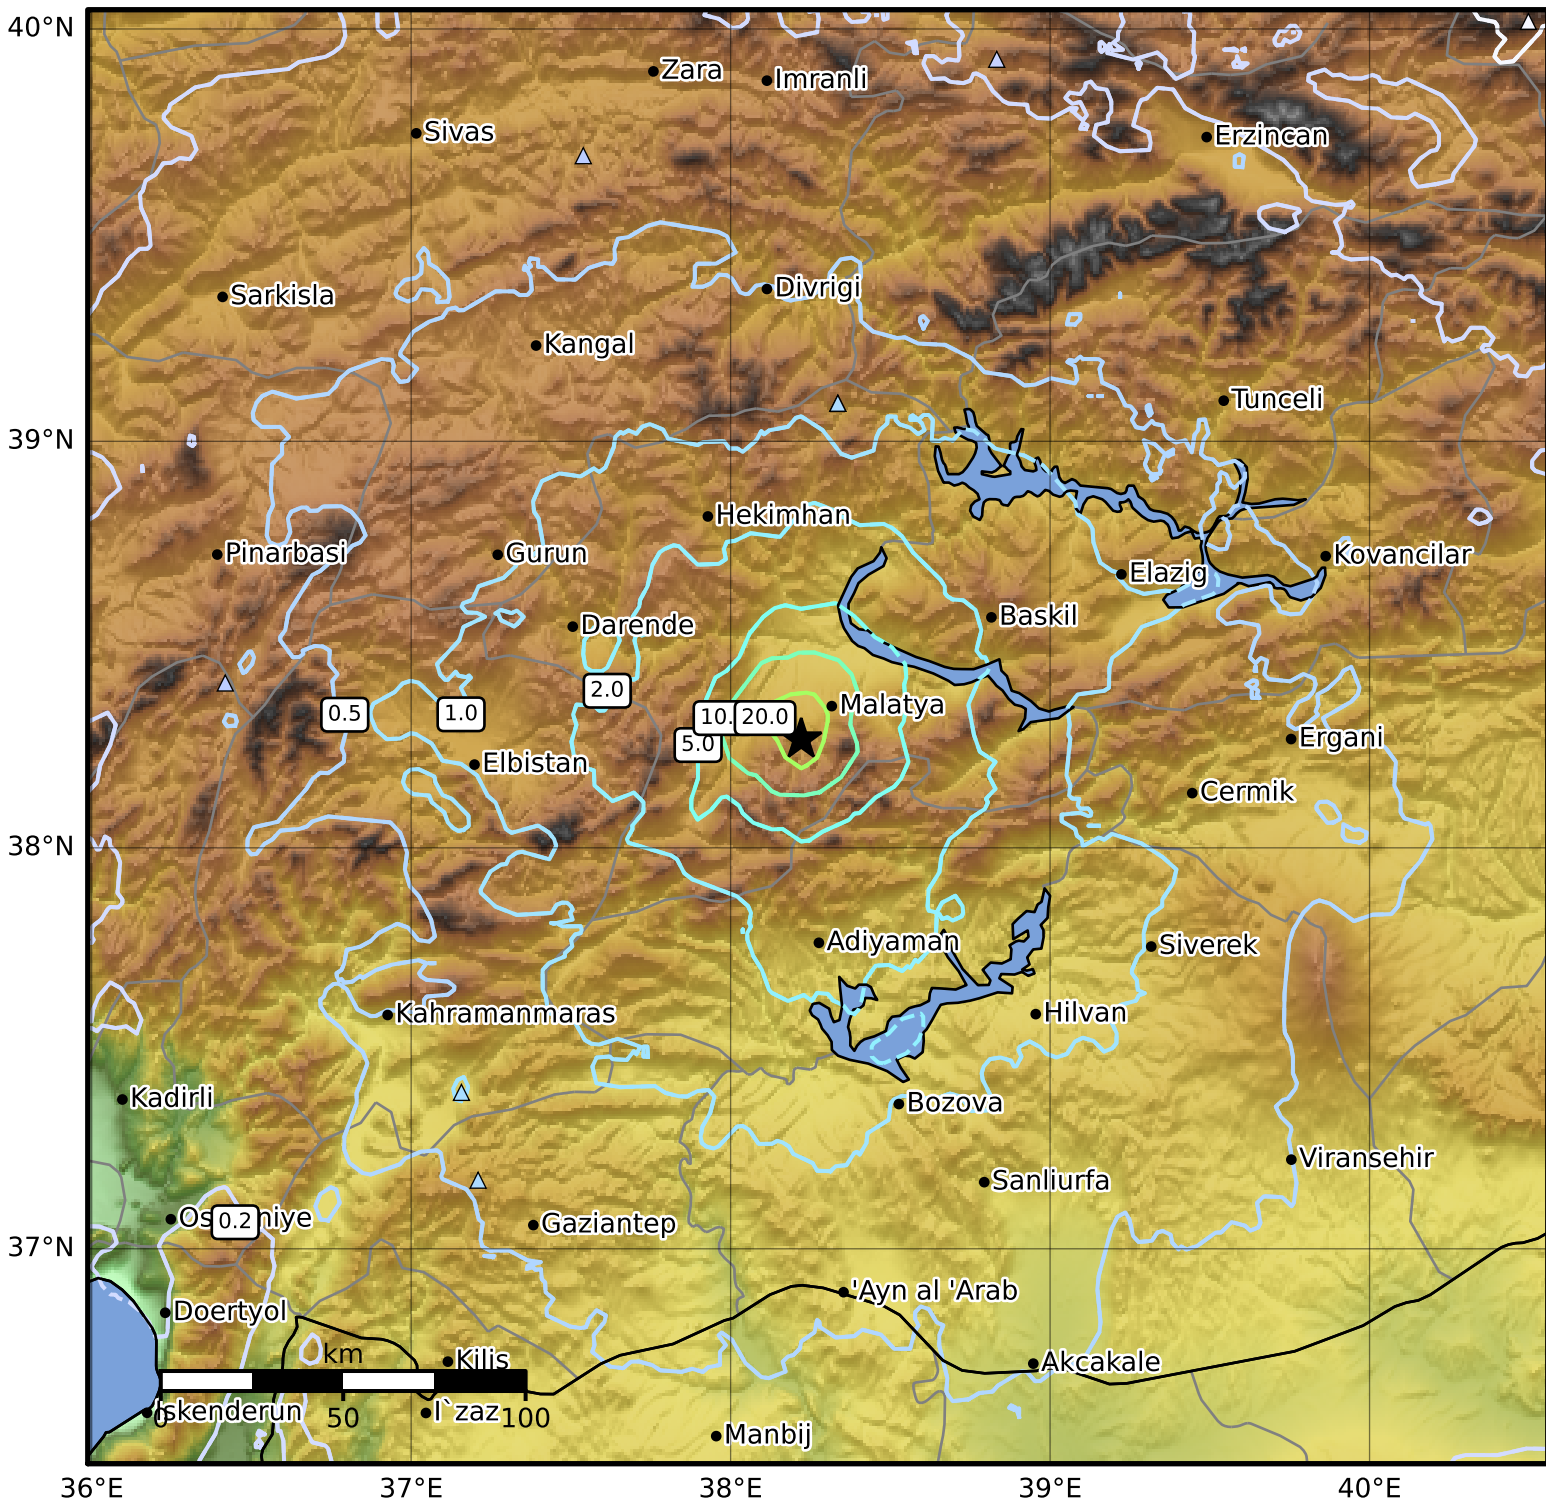 40°N
Zara
Imranli
Sivas
Erzincan
Sarkisla
Divrigi
Kangal
Tunceli
39°N
Hekimhan
Pinarbasi
Gurun
Kovancilar
Elazig
Baskil
Darende
2.0
0.5
1.0
10.
20.0
Malatya
5.0
Ergani
Elbistan
Cermik
38°N
Adiyaman
Siverek
Kahramanmaras
Hilvan
Kadirli
Bozova
Viransehir
Sanliurfa
0.2
Gaziantep
37°N
'Ayn al 'Arab
Doertyol
km
Kilis
Akcakale
Iskenderun
0
50
I`zaz
100
Manbij
36°E
37°E
38°E
39°E
40°E